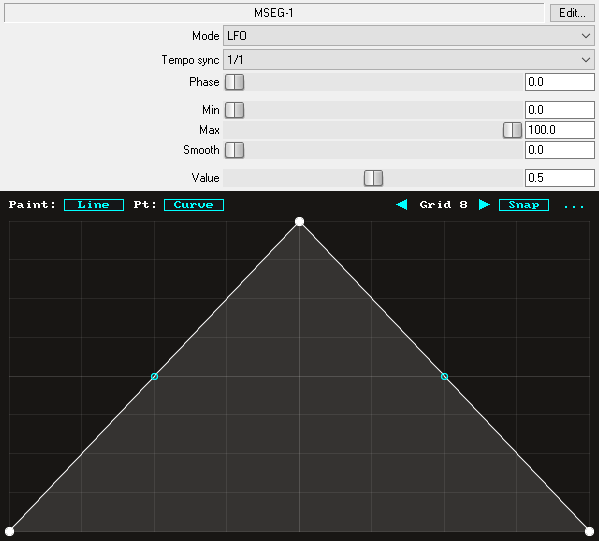 MSEG-1 Edit...
Mode LFO
Tempo sync 1/1
Phase 0.0
Min 0.0
Max 100.0
Smooth 0.0
Value 0.5
Paint: Line Pt: Curve Grid 8 Snap ...